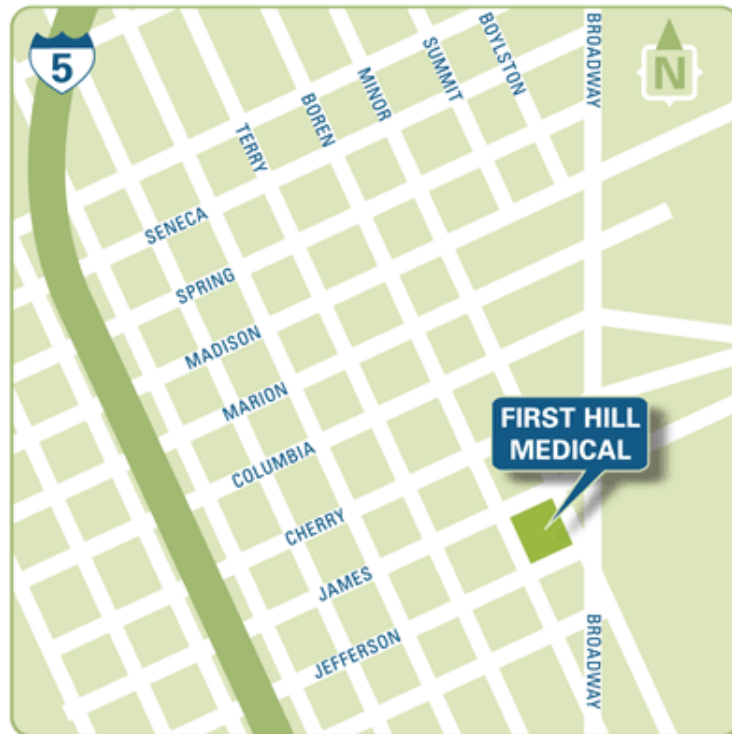 5
BOYLSTON
BROADWAY
SUMMIT
MINOR
BOREN
TERRY
N
SENECA
SPRING
MADISON
MARION
COLUMBIA
CHERRY
JAMES
JEFFERSON
FIRST HILL
MEDICAL
BROADWAY